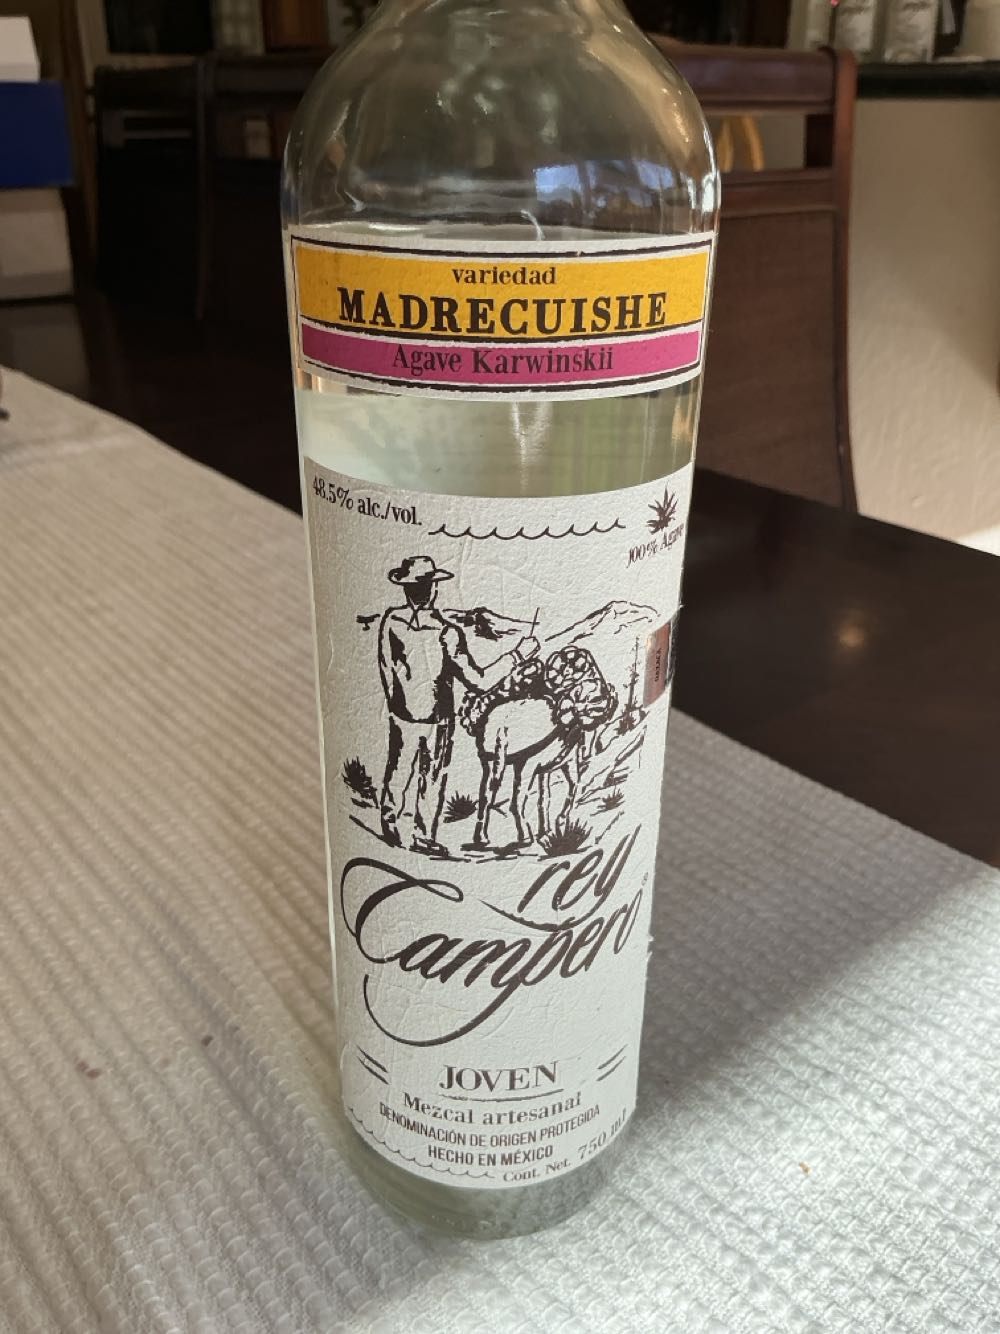 variedad
MADRECUISHE
Agave Karwinskii
48.5% alc./vol.
100% Agave
OAXACA
rey
Campero®
JOVEN
Mezcal artesanal
DENOMINACIÓN DE ORIGEN PROTEGIDA
HECHO EN MÉXICO
Cont. Net. 750 ml